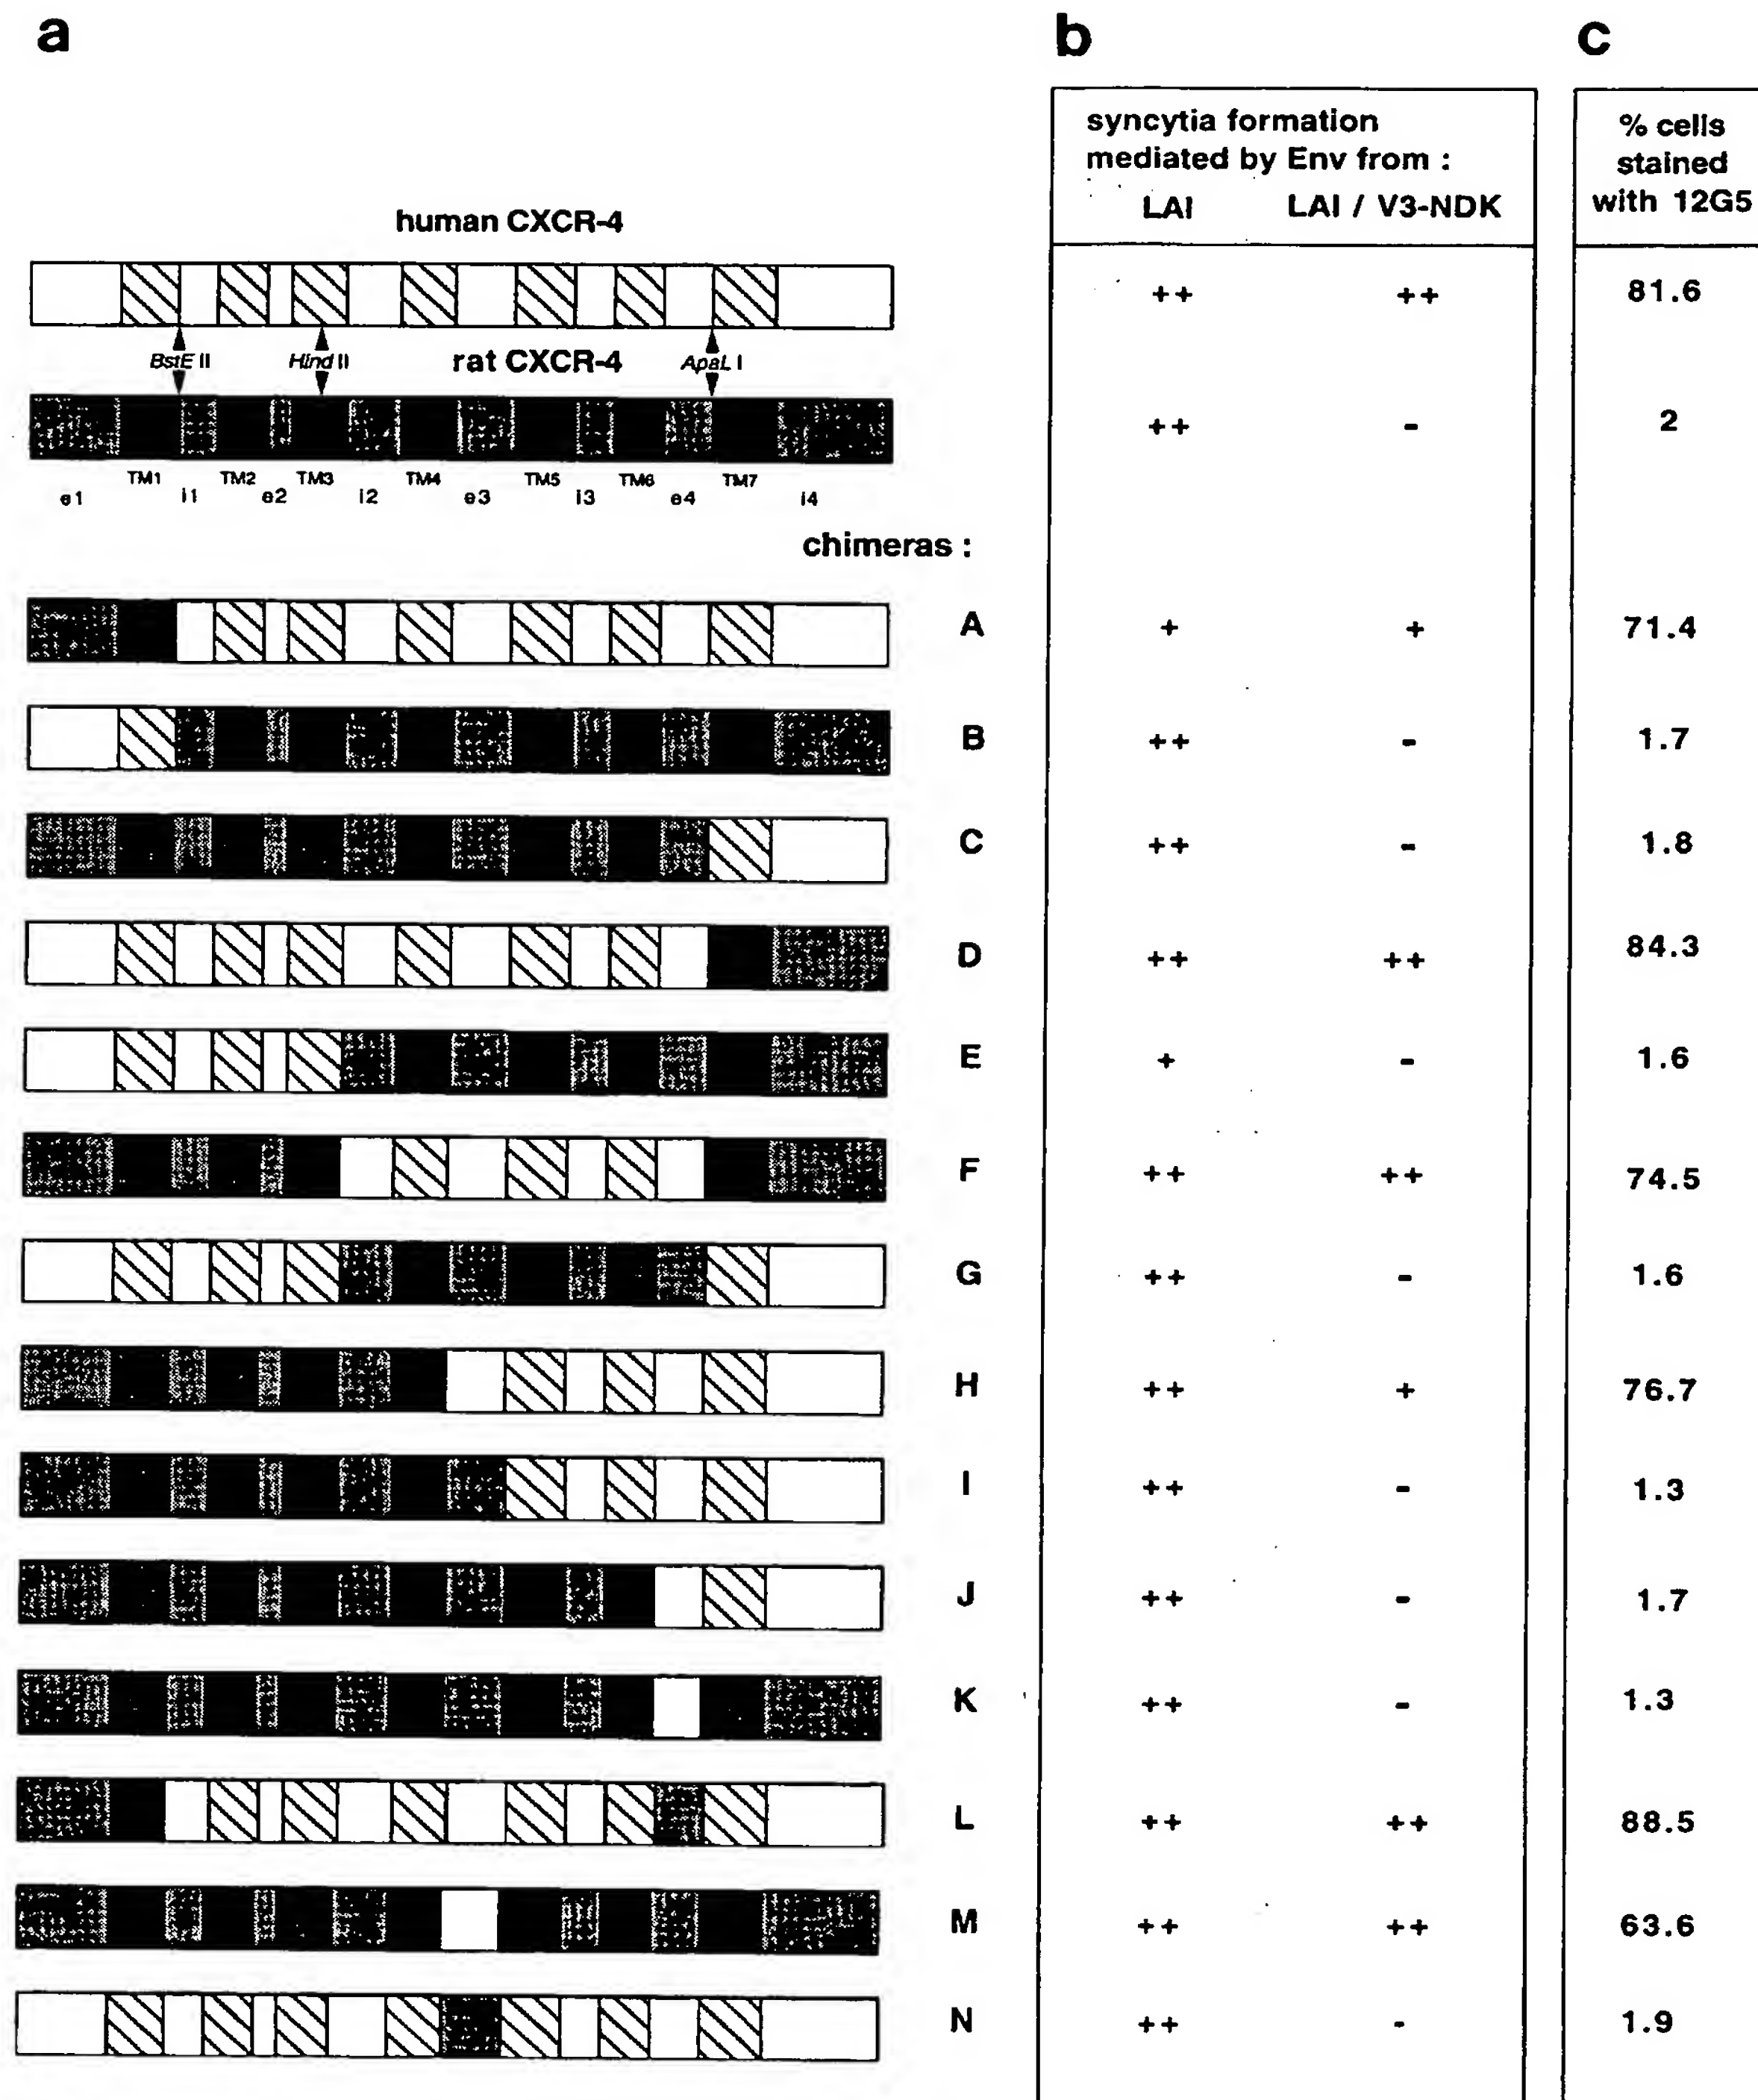 a
b
c
syncytia formation
mediated by Env from :
LAI LAI / V3-NDK
% cells
stained
with 12G5
human CXCR-4
++ ++ 81.6
BstE II Hind II rat CXCR-4 ApaL I
++ - 2
TM1 TM2 TM3 TM4 TM5 TM6 TM7
e1 i1 e2 i2 e3 i3 e4 i4
chimeras :
A + + 71.4
B ++ - 1.7
C ++ - 1.8
D ++ ++ 84.3
E + - 1.6
F ++ ++ 74.5
G ++ - 1.6
H ++ + 76.7
I ++ - 1.3
J ++ - 1.7
K ++ - 1.3
L ++ ++ 88.5
M ++ ++ 63.6
N ++ - 1.9